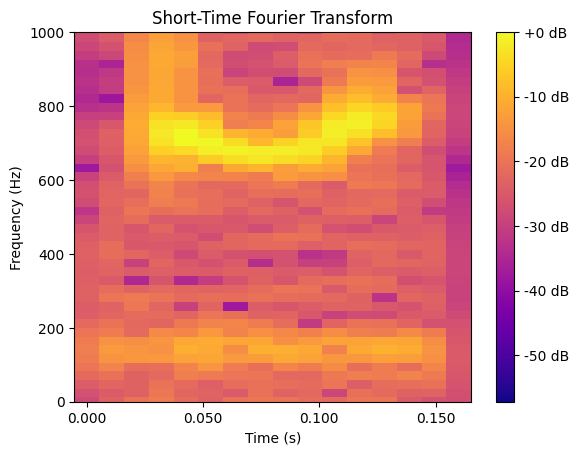 Short-Time Fourier Transform
1000
800
600
400
200
0
Frequency (Hz)
0.000
0.050
0.100
0.150
Time (s)
+0 dB
-10 dB
-20 dB
-30 dB
-40 dB
-50 dB